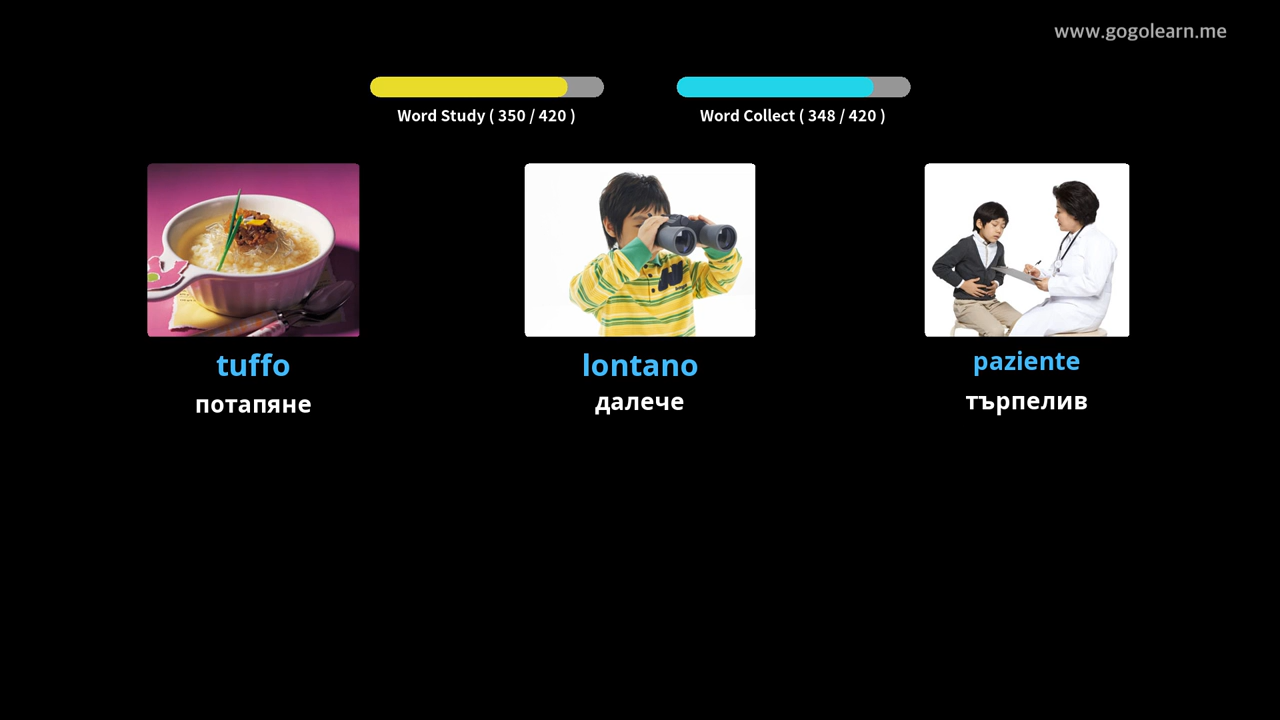 www.gogolearn.me
Word Study ( 350 / 420 )
Word Collect ( 348 / 420 )
tuffo
потапяне
lontano
далече
paziente
търпелив